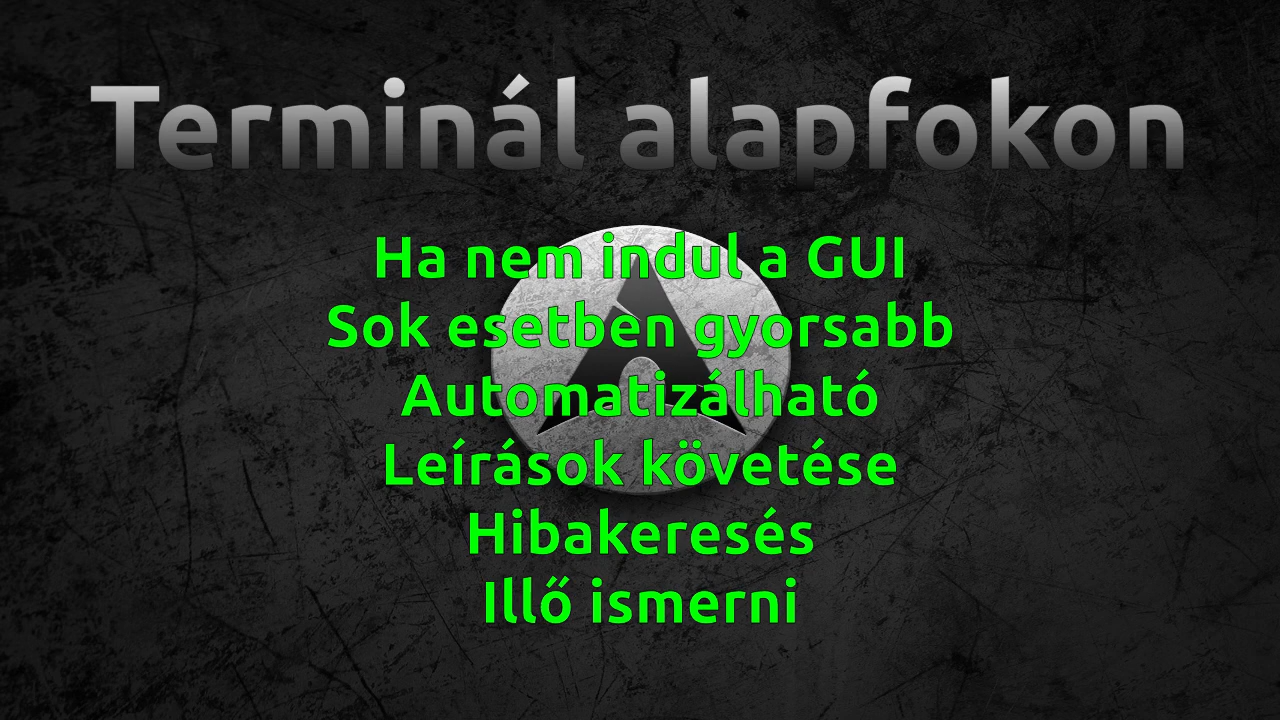 Terminál alapfokon
Ha nem indul a GUI
Sok esetben gyorsabb
Automatizálható
Leírások követése
Hibakeresés
Illő ismerni